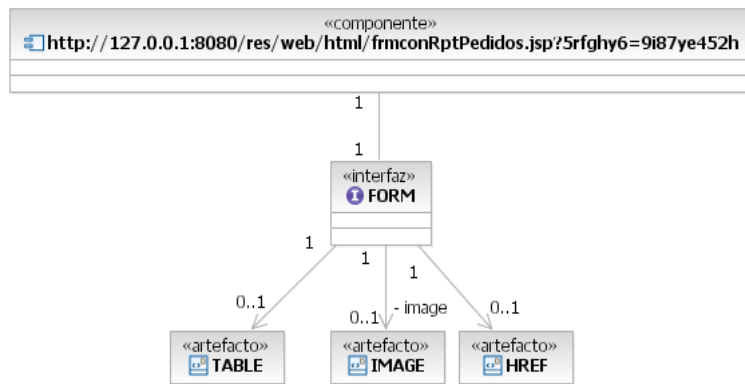 «componente»
http://127.0.0.1:8080/res/web/html/frmconRptPedidos.jsp?5rfghy6=9i87ye452h
1
1
«interfaz»
FORM
1
1
1
0..1
0..1
- image
0..1
«artefacto»
TABLE
«artefacto»
IMAGE
«artefacto»
HREF